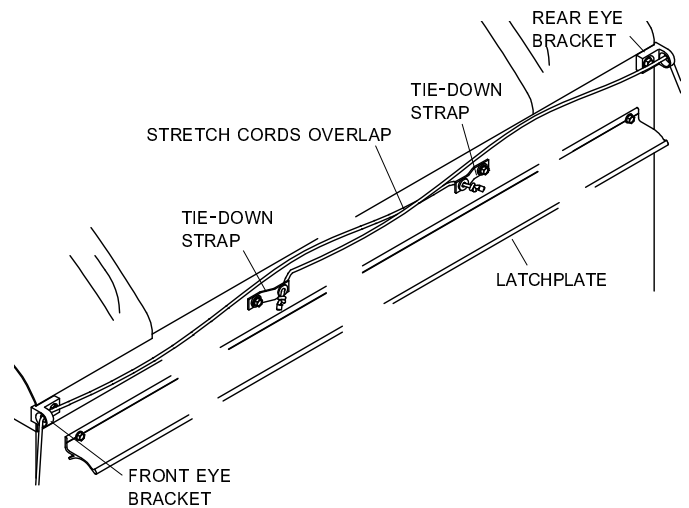 REAR EYE
BRACKET
TIE-DOWN
STRAP
STRETCH CORDS OVERLAP
TIE-DOWN
STRAP
LATCHPLATE
FRONT EYE
BRACKET